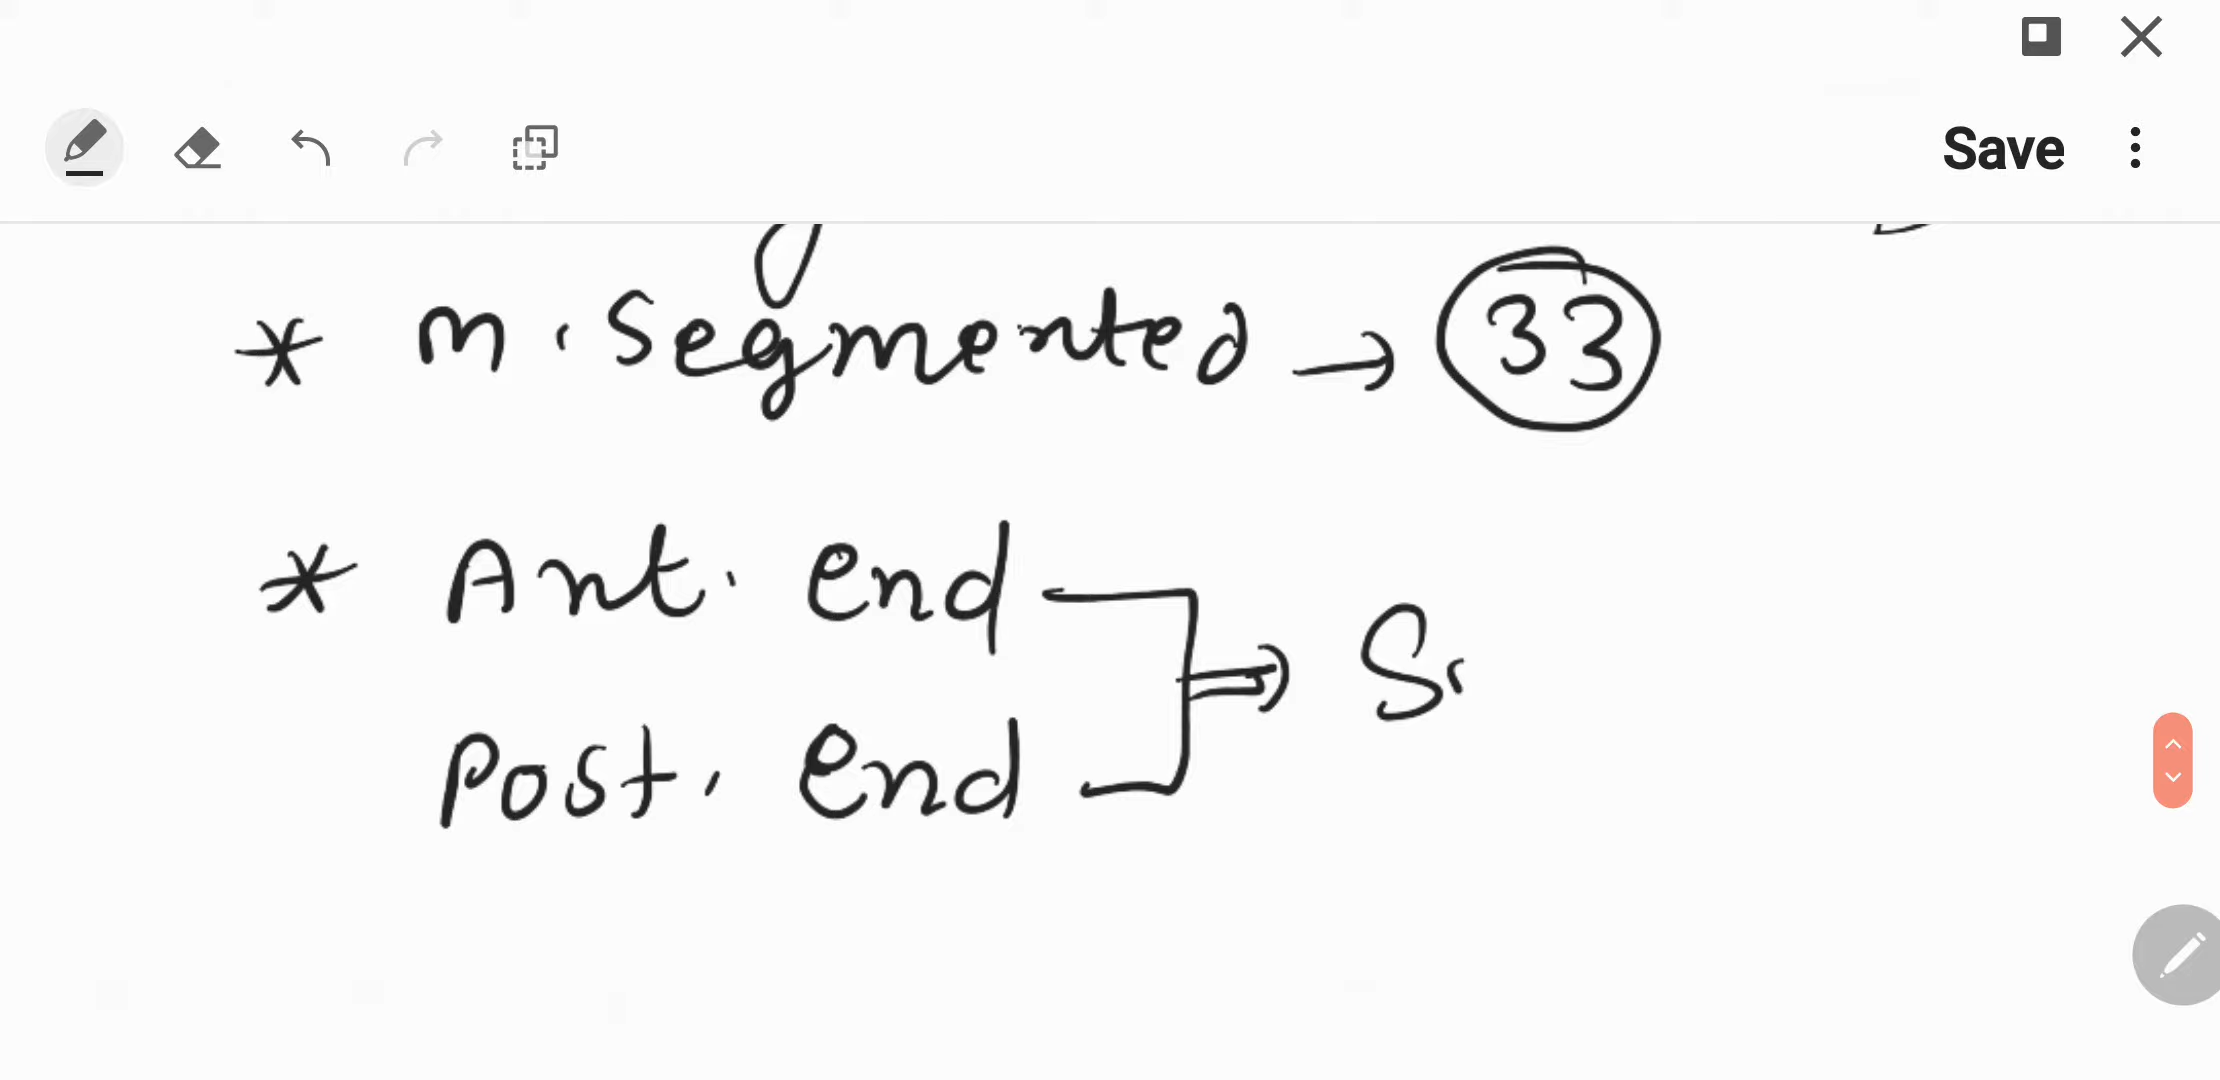 Save
* m. segmented → 33
* Ant. end
⇒ S
Post. end